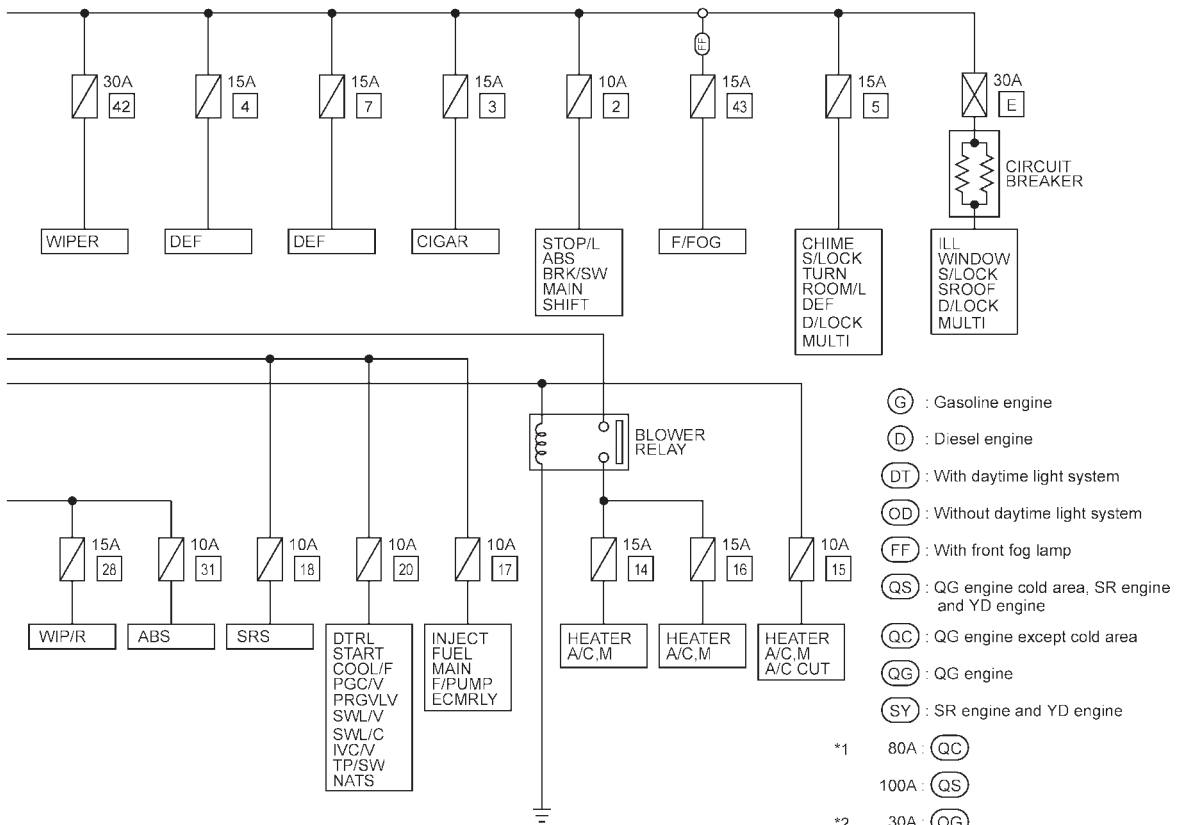 30A
42
15A
4
15A
7
15A
3
10A
2
FF
15A
43
15A
5
30A
E
CIRCUIT
BREAKER
WIPER
DEF
DEF
CIGAR
STOP/L
ABS
BRK/SW
MAIN
SHIFT
F/FOG
CHIME
S/LOCK
TURN
ROOM/L
DEF
D/LOCK
MULTI
ILL
WINDOW
S/LOCK
SROOF
D/LOCK
MULTI
BLOWER
RELAY
15A
28
10A
31
10A
18
10A
20
10A
17
15A
14
15A
16
10A
15
WIP/R
ABS
SRS
DTRL
START
COOL/F
PGC/V
PRGVLV
SWL/V
SWL/C
IVC/V
TP/SW
NATS
INJECT
FUEL
MAIN
F/PUMP
ECMRLY
HEATER
A/C,M
HEATER
A/C,M
HEATER
A/C,M
A/C CUT
G : Gasoline engine
D : Diesel engine
DT : With daytime light system
OD : Without daytime light system
FF : With front fog lamp
QS : QG engine cold area, SR engine
and YD engine
QC : QG engine except cold area
QG : QG engine
SY : SR engine and YD engine
*1 80A : QC
100A : QS
*2 30A : QG